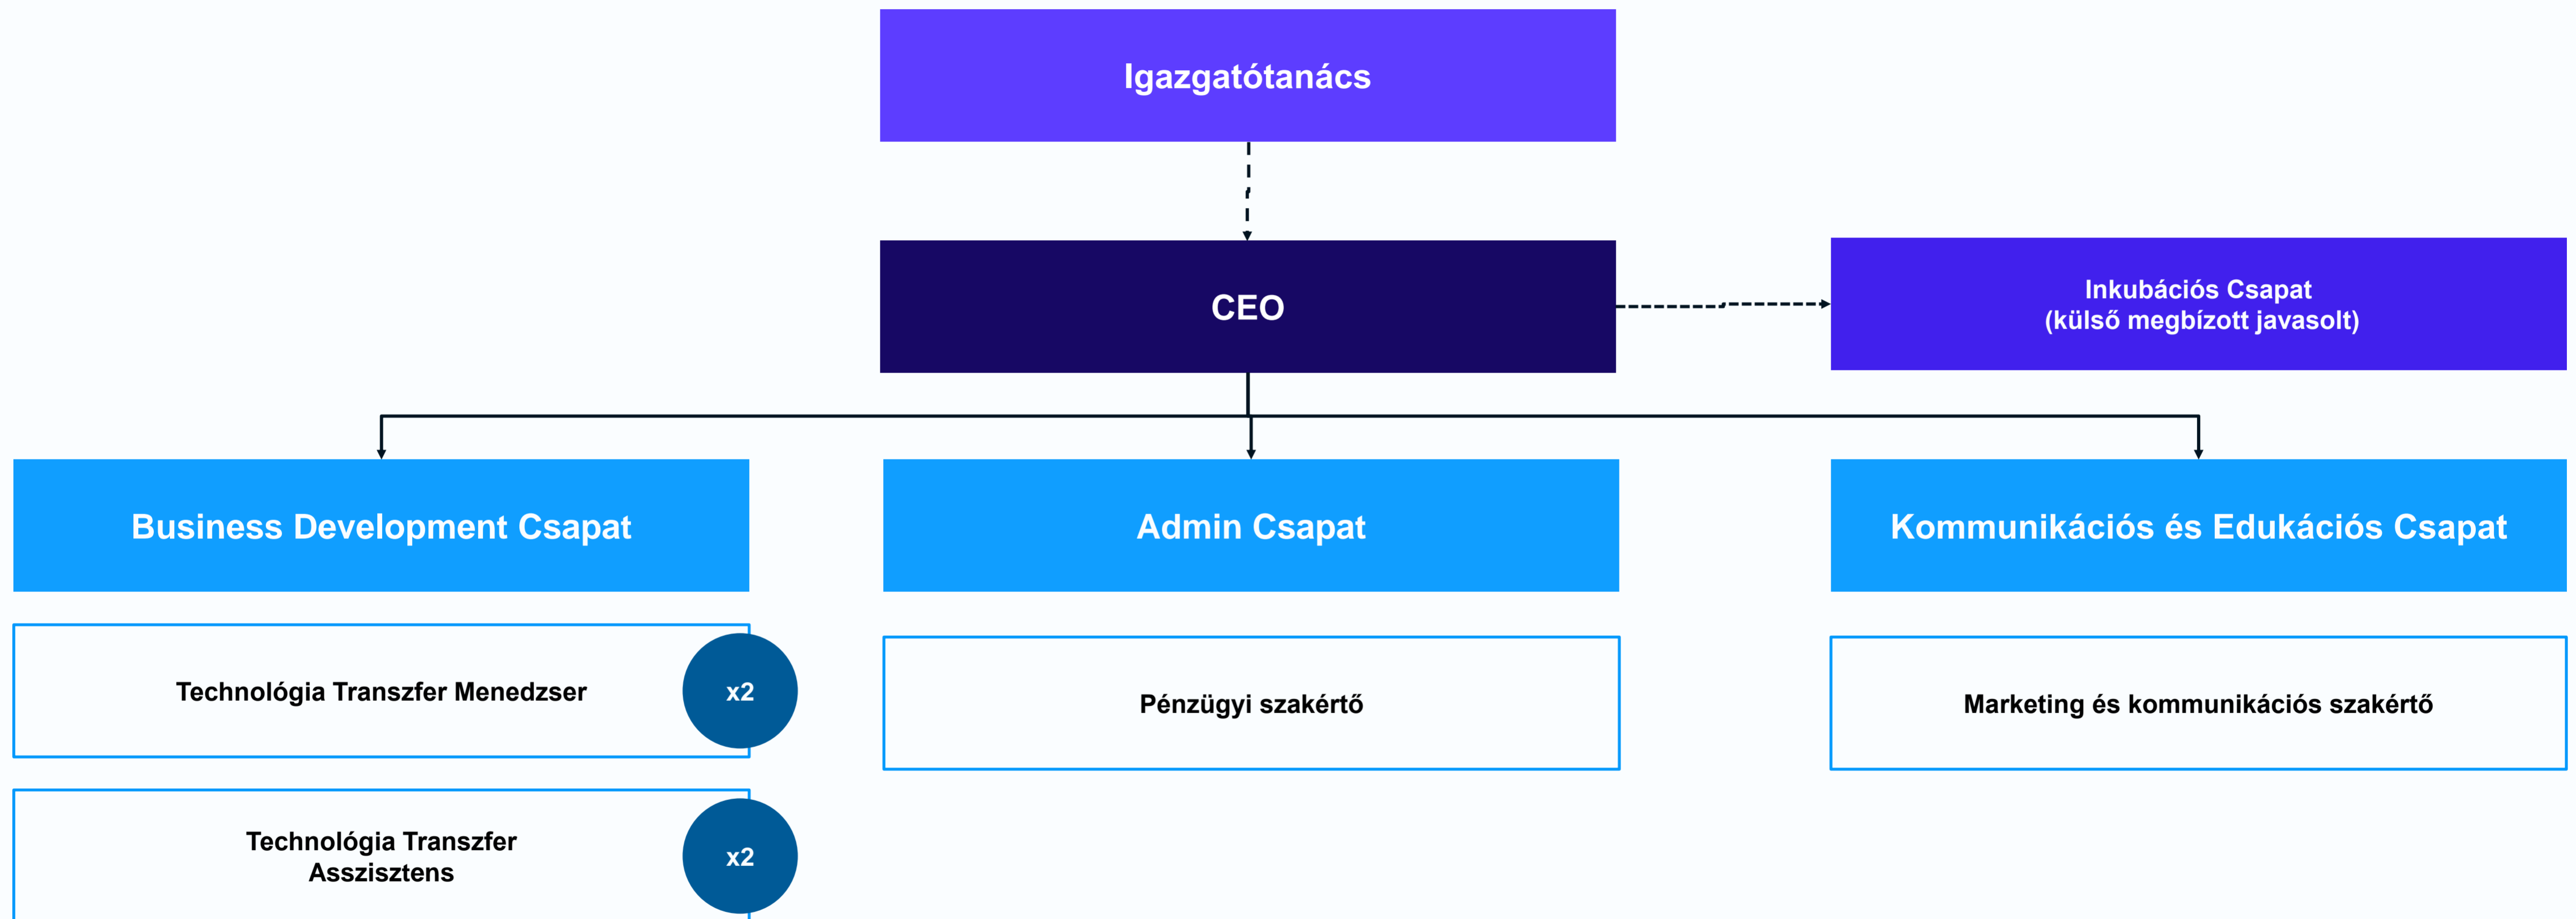 Igazgatótanács
CEO
Inkubációs Csapat
(külső megbízott javasolt)
Business Development Csapat
Admin Csapat
Kommunikációs és Edukációs Csapat
Technológia Transzfer Menedzser
x2
Pénzügyi szakértő
Marketing és kommunikációs szakértő
Technológia Transzfer
Asszisztens
x2